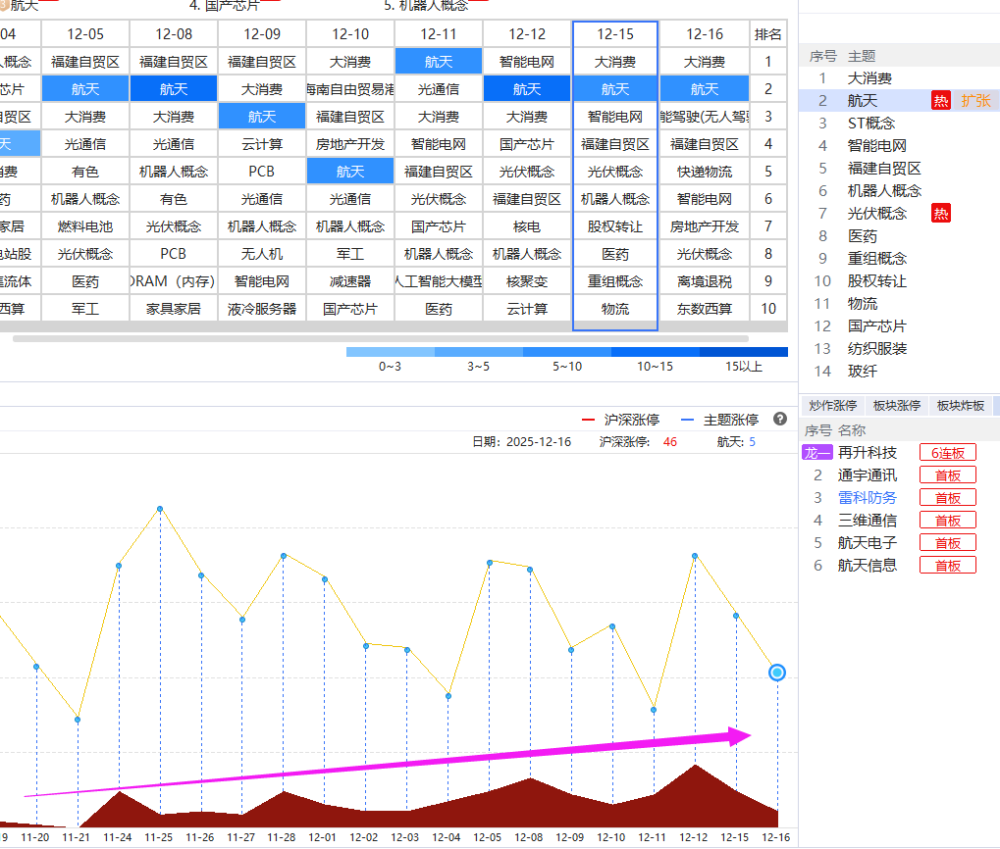 航天 4. 国产芯片 5. 机器人概念
04 12-05 12-08 12-09 12-10 12-11 12-12 12-15 12-16 排名
人概念 福建自贸区 福建自贸区 福建自贸区 大消费 航天 智能电网 大消费 大消费 1
芯片 航天 航天 大消费 海南自由贸易港 光通信 航天 航天 航天 2
贸区 大消费 大消费 航天 福建自贸区 大消费 大消费 智能电网 能驾驶(无人驾驶 3
天 光通信 光通信 云计算 房地产开发 智能电网 国产芯片 福建自贸区 福建自贸区 4
费 有色 机器人概念 PCB 航天 福建自贸区 光伏概念 光伏概念 快递物流 5
药 机器人概念 有色 光通信 光通信 光伏概念 福建自贸区 机器人概念 智能电网 6
家居 燃料电池 光伏概念 机器人概念 机器人概念 国产芯片 核电 股权转让 房地产开发 7
站股 光伏概念 PCB 无人机 军工 机器人概念 机器人概念 医药 光伏概念 8
流体 医药 DRAM（内存） 智能电网 减速器 人工智能大模型 核聚变 重组概念 离境退税 9
西算 军工 家具家居 液冷服务器 国产芯片 医药 云计算 物流 东数西算 10
0~3 3~5 5~10 10~15 15以上
沪深涨停 主题涨停 ?
日期: 2025-12-16 沪深涨停: 46 航天: 5
9 11-20 11-21 11-24 11-25 11-26 11-27 11-28 12-01 12-02 12-03 12-04 12-05 12-08 12-09 12-10 12-11 12-12 12-15 12-16
序号 主题
1 大消费
2 航天 热 扩张
3 ST概念
4 智能电网
5 福建自贸区
6 机器人概念
7 光伏概念 热
8 医药
9 重组概念
10 股权转让
11 物流
12 国产芯片
13 纺织服装
14 玻纤
炒作涨停 板块涨停 板块炸板
序号 名称
龙一 再升科技 6连板
2 通宇通讯 首板
3 雷科防务 首板
4 三维通信 首板
5 航天电子 首板
6 航天信息 首板